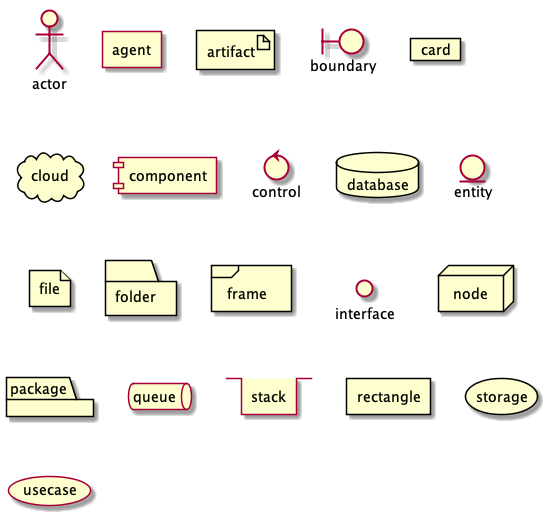 actor
agent
artifact
boundary
card
cloud
component
control
database
entity
file
folder
frame
interface
node
package
queue
stack
rectangle
storage
usecase